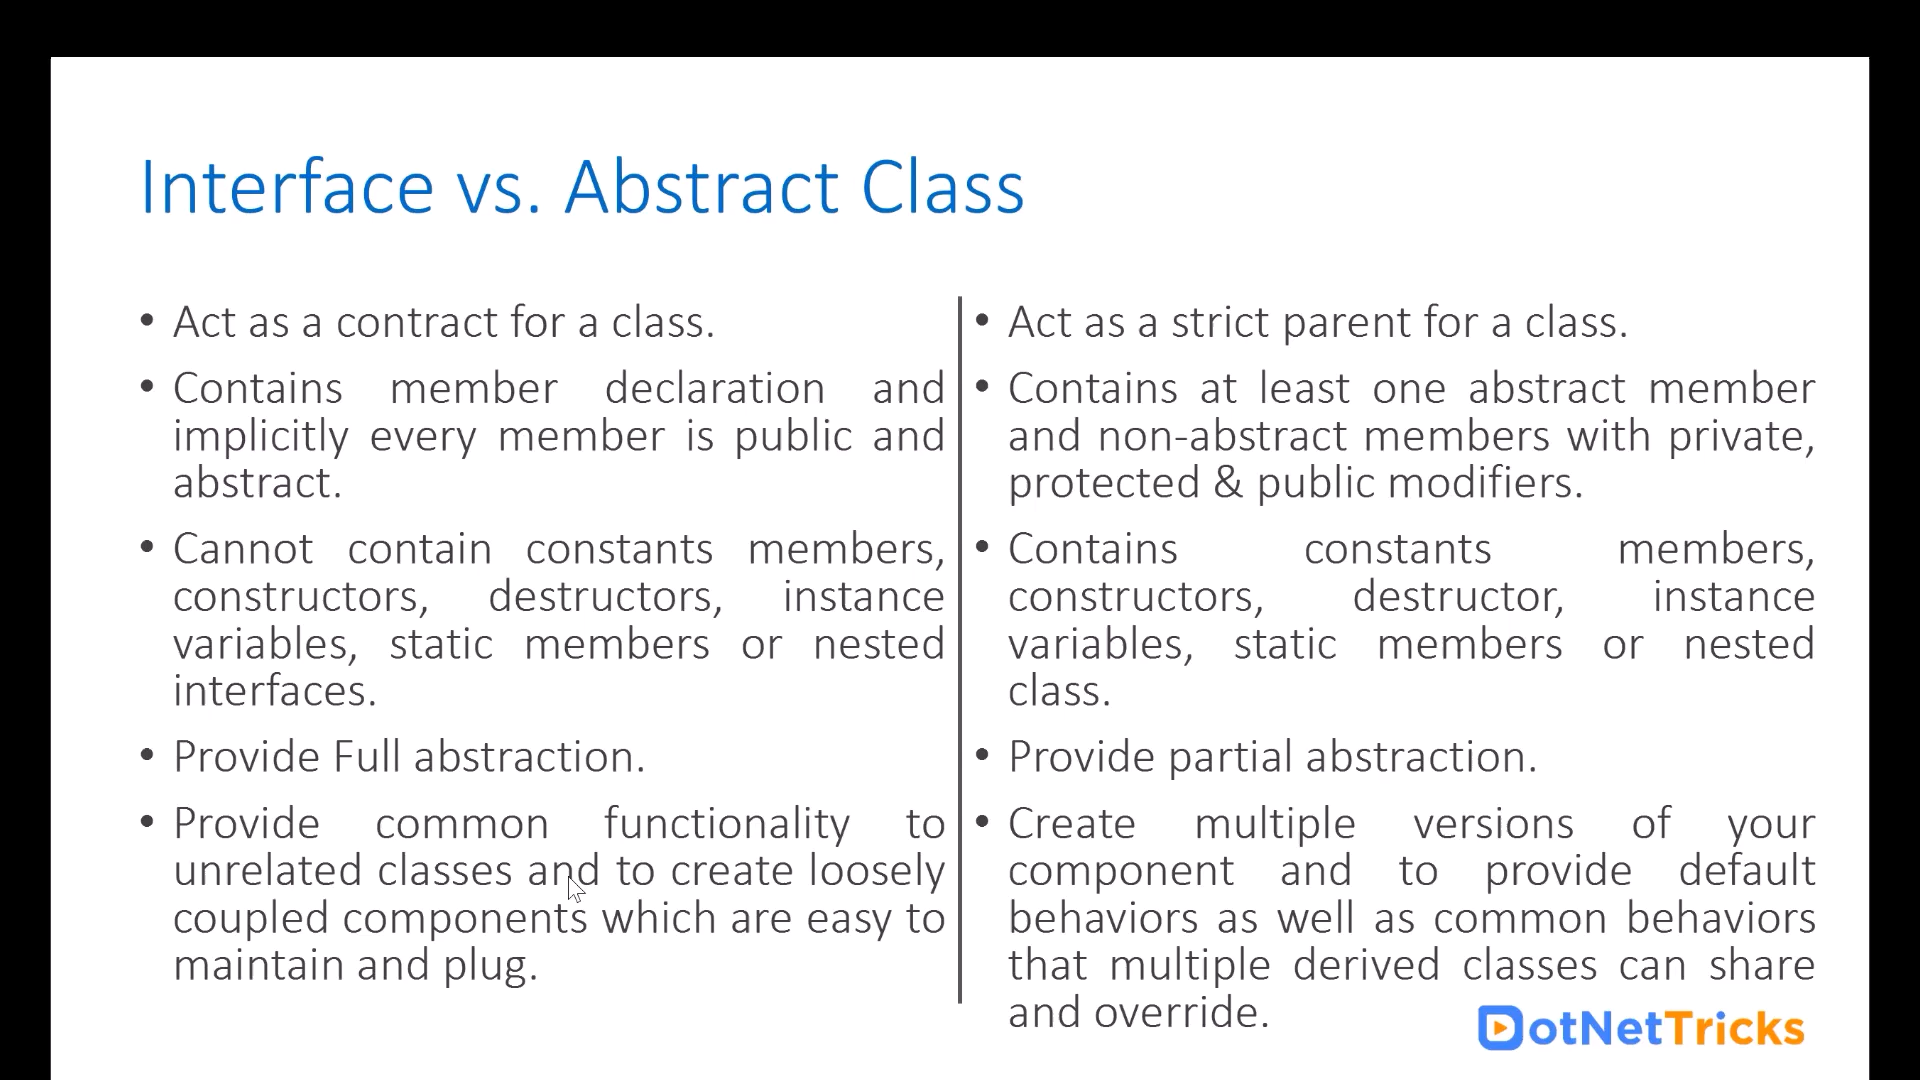 Interface vs. Abstract Class
• Act as a contract for a class.
• Contains member declaration and
implicitly every member is public and
abstract.
• Cannot contain constants members,
constructors, destructors, instance
variables, static members or nested
interfaces.
• Provide Full abstraction.
• Provide common functionality to
unrelated classes and to create loosely
coupled components which are easy to
maintain and plug.
• Act as a strict parent for a class.
• Contains at least one abstract member
and non-abstract members with private,
protected & public modifiers.
• Contains constants members,
constructors, destructor, instance
variables, static members or nested
class.
• Provide partial abstraction.
• Create multiple versions of your
component and to provide default
behaviors as well as common behaviors
that multiple derived classes can share
and override.
DotNetTricks